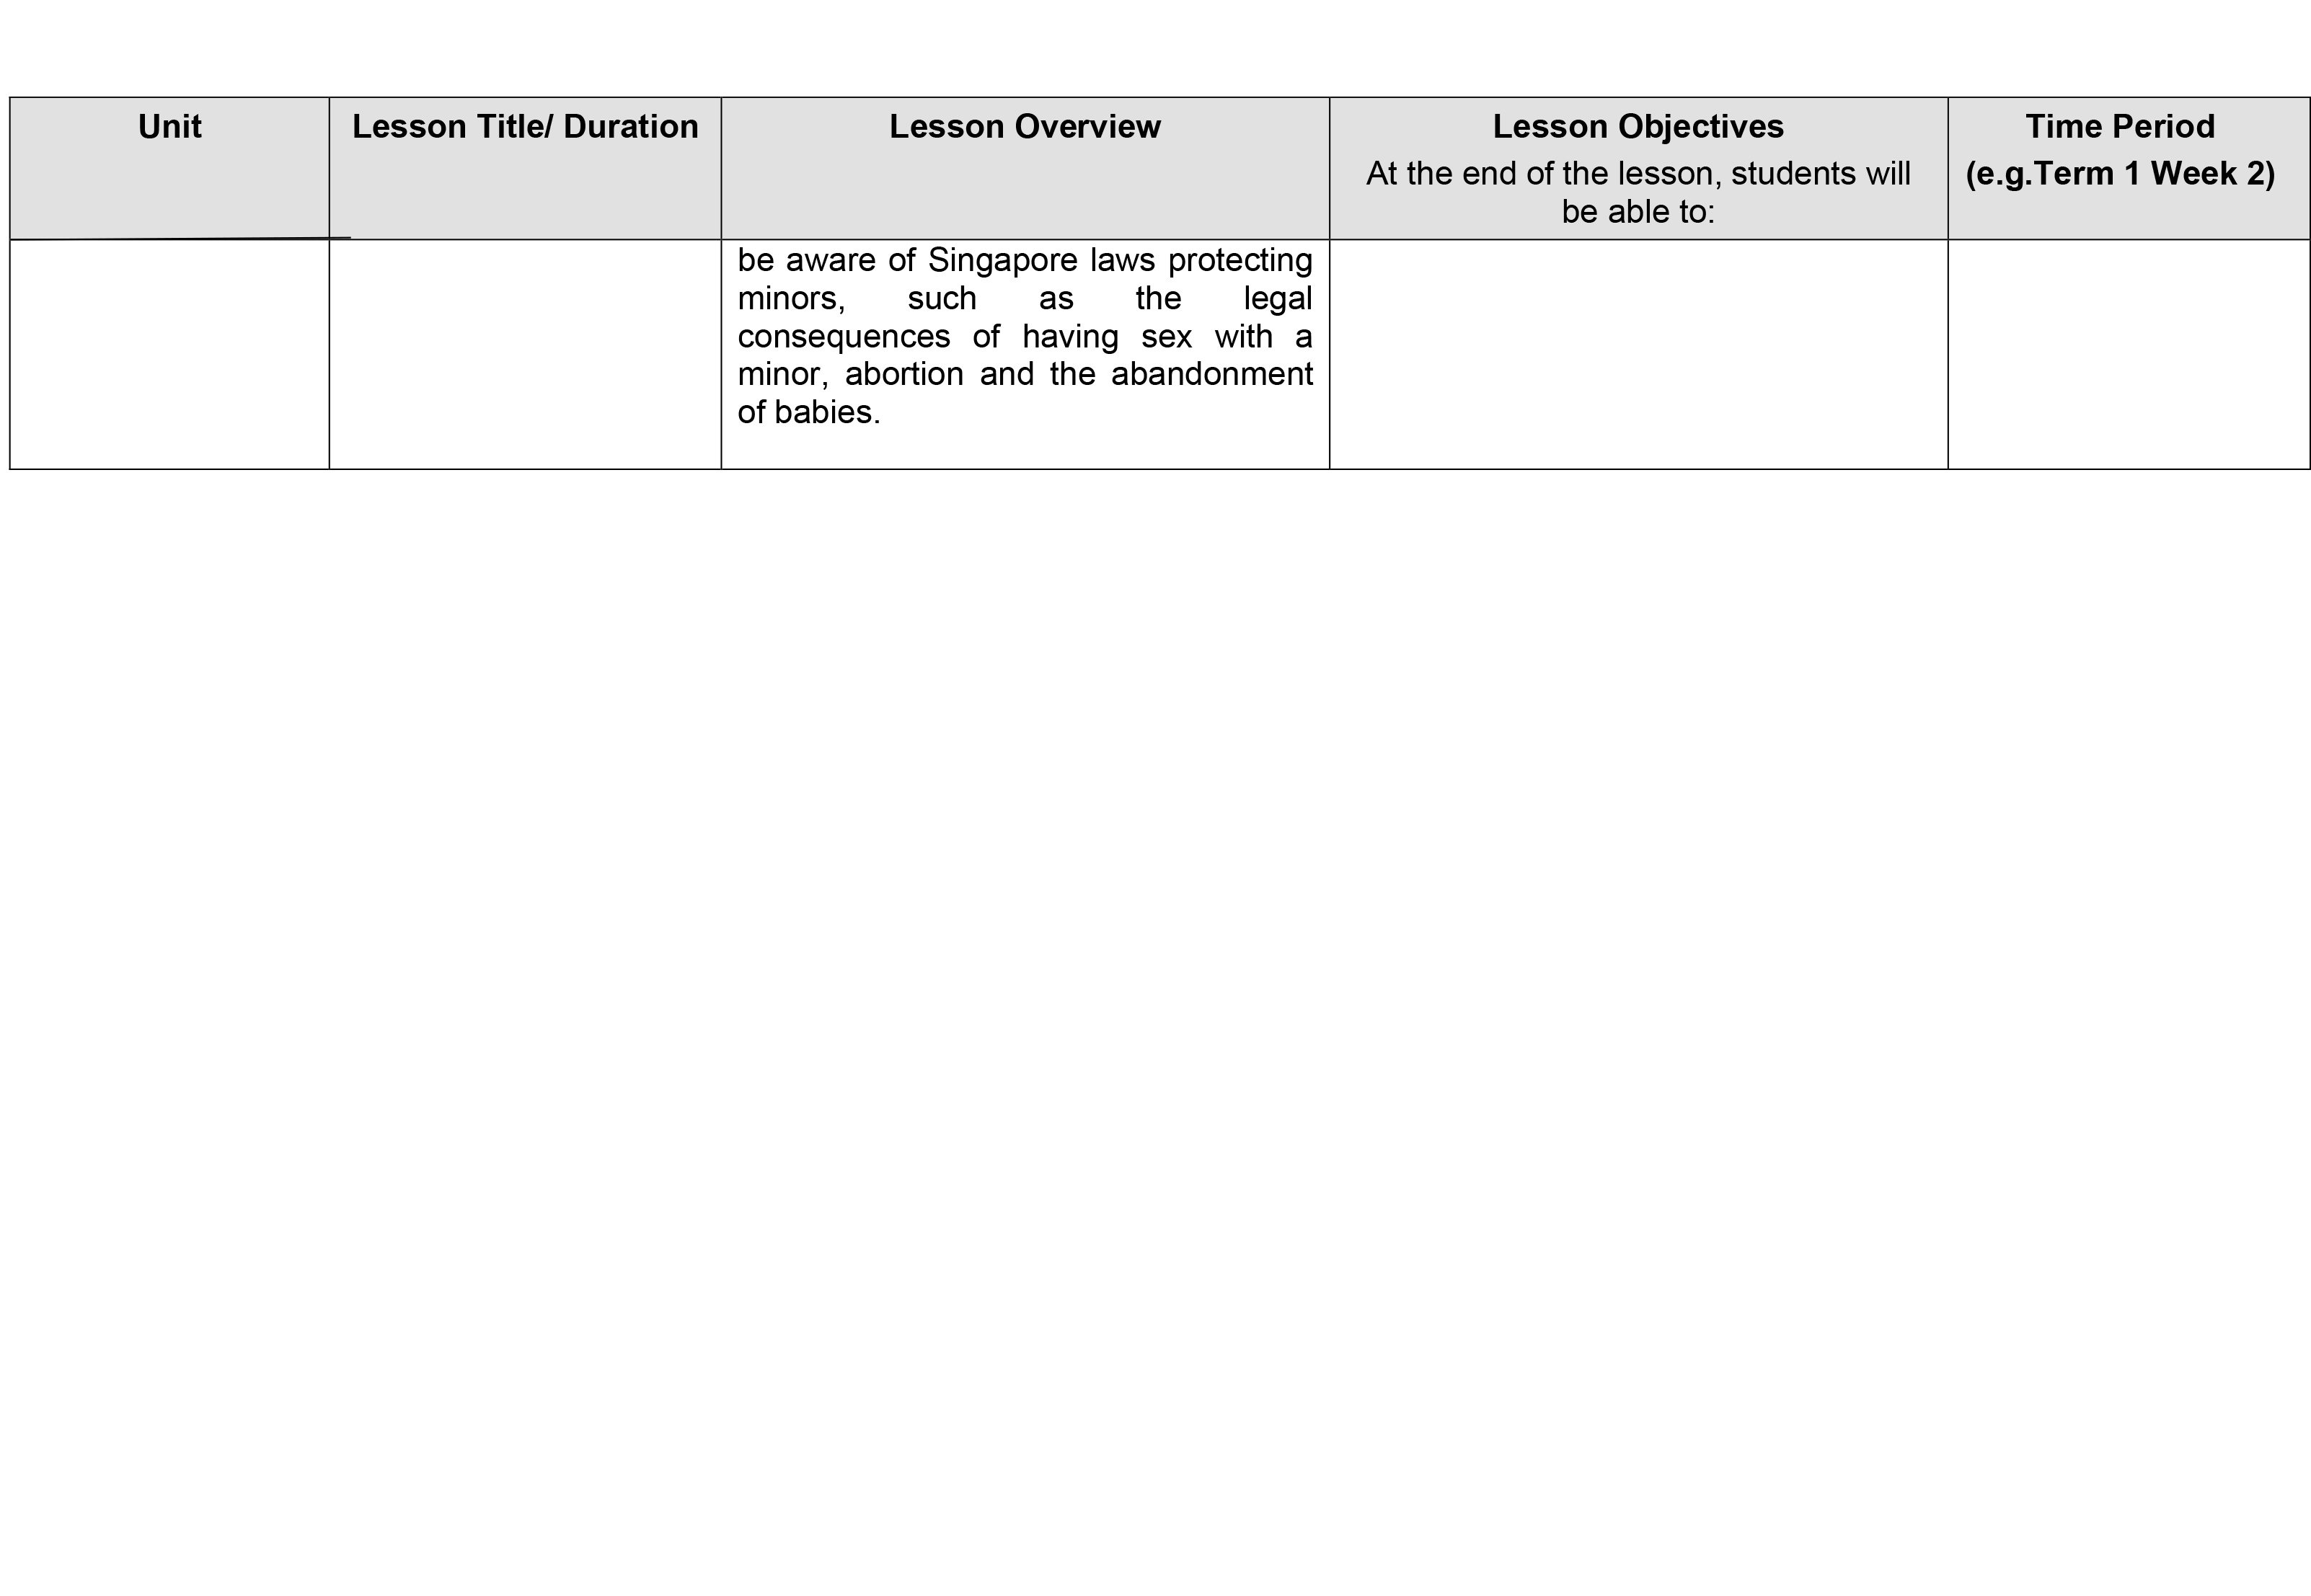 Unit
Lesson Title/ Duration
Lesson Overview
Lesson Objectives
At the end of the lesson, students will
be able to:
Time Period
(e.g.Term 1 Week 2)
be aware of Singapore laws protecting
minors, such as the legal
consequences of having sex with a
minor, abortion and the abandonment
of babies.